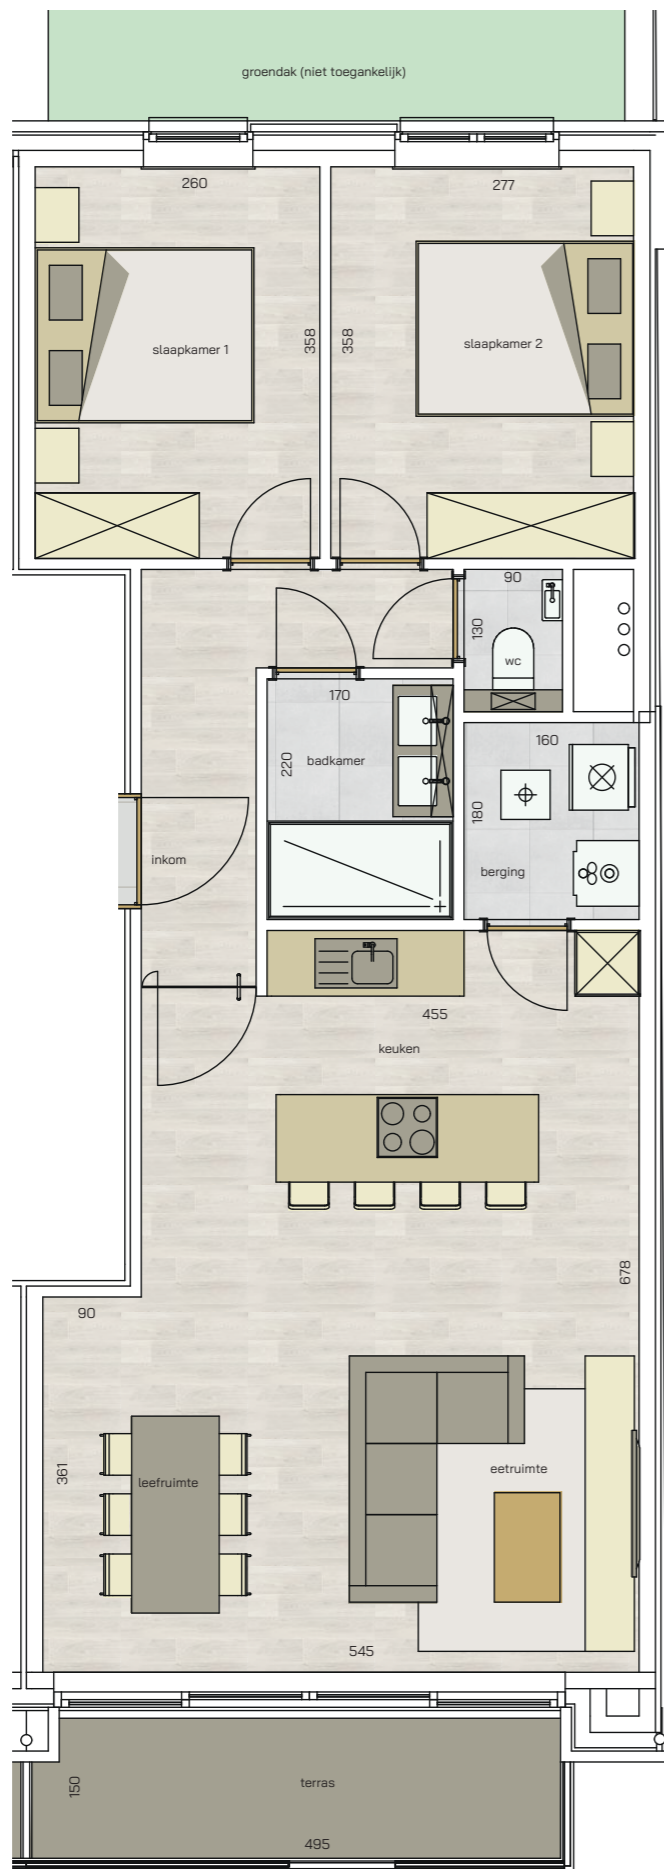 groendak (niet toegankelijk)
260
277
slaapkamer 1
358
358
slaapkamer 2
90
130
wc
170
220
badkamer
160
180
berging
inkom
455
keuken
678
90
361
leefruimte
eetruimte
545
150
terras
495